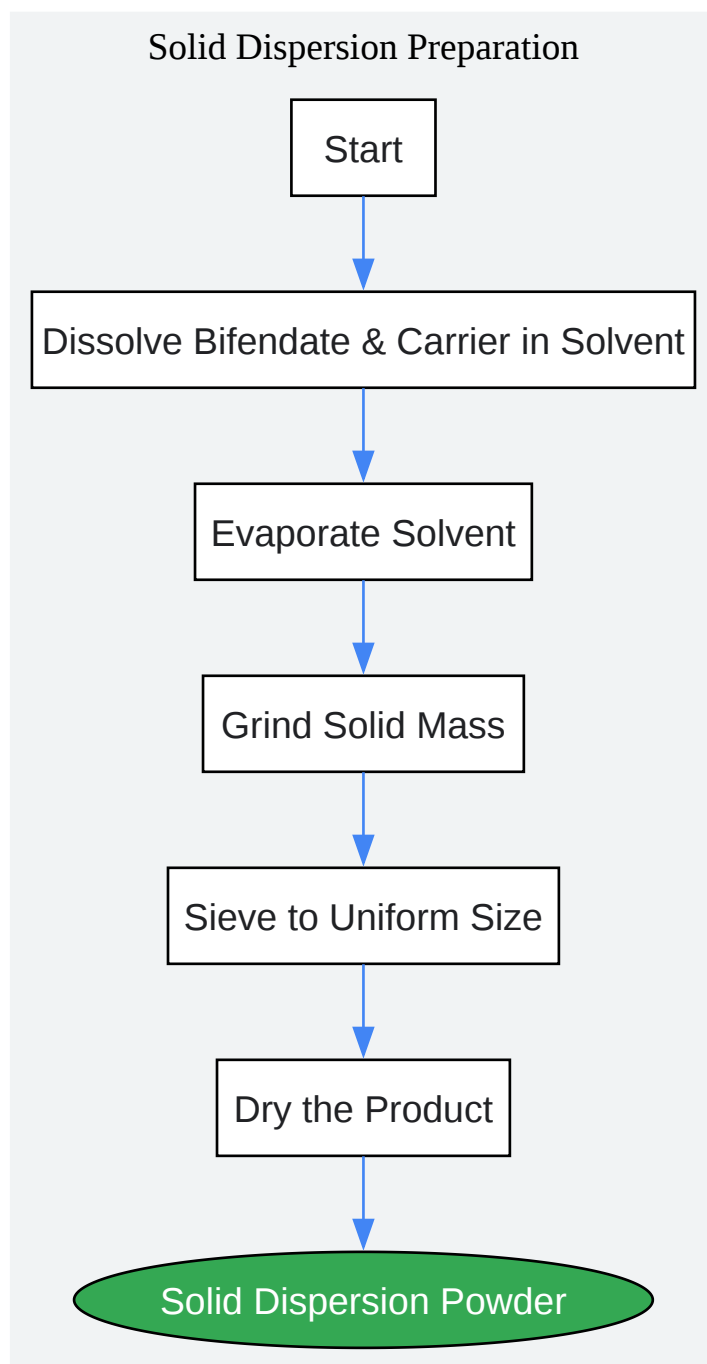 Solid Dispersion Preparation
Start
Dissolve Bifendate & Carrier in Solvent
Evaporate Solvent
Grind Solid Mass
Sieve to Uniform Size
Dry the Product
Solid Dispersion Powder